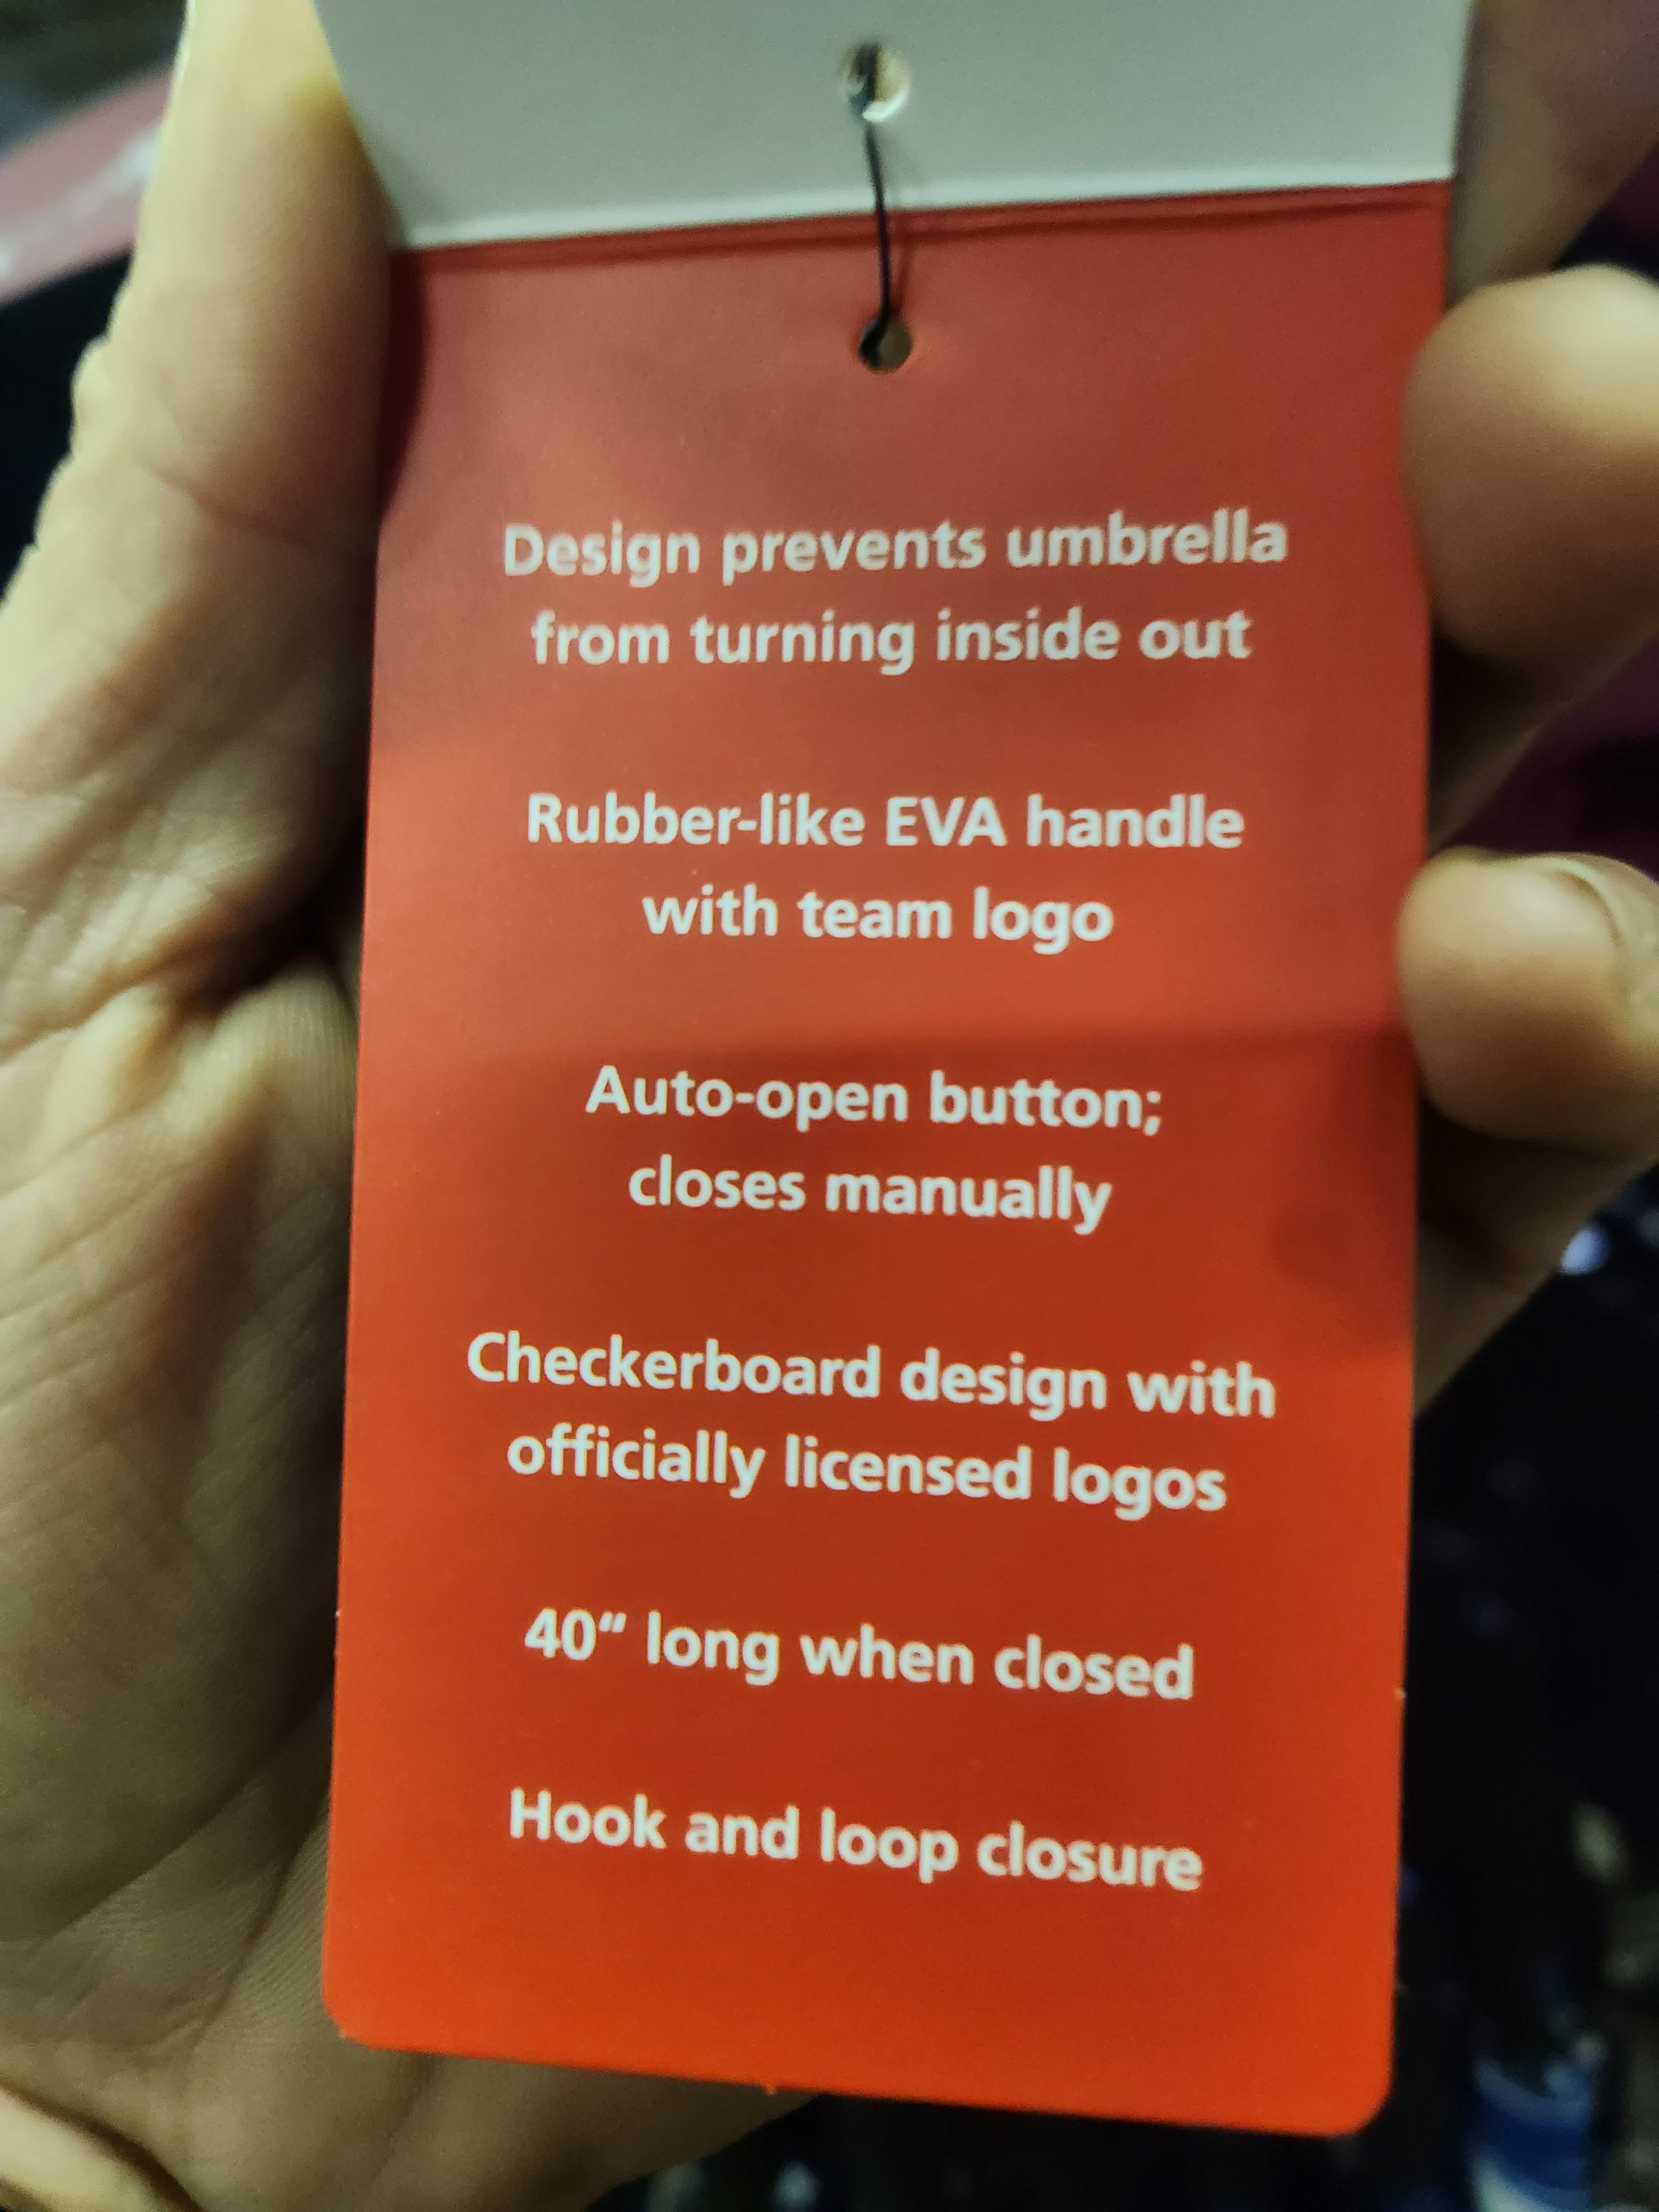 Design prevents umbrella
from turning inside out
Rubber-like EVA handle
with team logo
Auto-open button;
closes manually
Checkerboard design with
officially licensed logos
40“ long when closed
Hook and loop closure